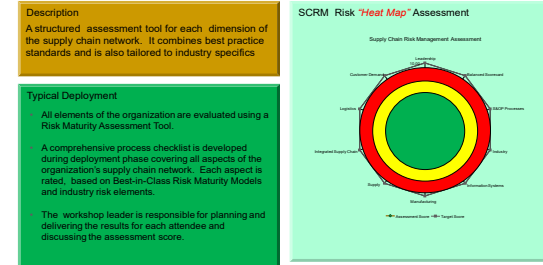 Description
A structured assessment tool for each dimension of
the supply chain network. It combines best practice
standards and is also tailored to industry specifics
Typical Deployment
All elements of the organization are evaluated using a
Risk Maturity Assessment Tool.
A comprehensive process checklist is developed
during deployment phase covering all aspects of the
organization's supply chain network. Each aspect is
rated, based on Best-in-Class Risk Maturity Models
and industry risk elements.
The workshop leader is responsible for planning and
delivering the results for each attendee and
discussing the assessment score.
SCRM Risk "Heat Map" Assessment
Supply Chain Risk Management Assessment
Leadership
Customer Demand
Balanced Scorecard
Logistics
S&OP Processes
Integrated Supply Chain
Industry
Supply
Information Systems
Manufacturing
Assessment Score Target Score